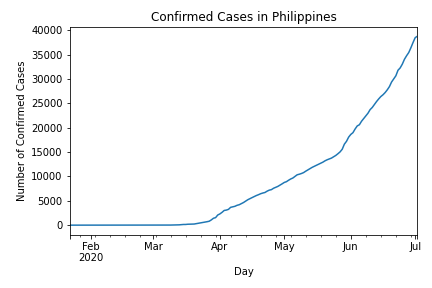 Confirmed Cases in Philippines
Number of Confirmed Cases
40000
35000
30000
25000
20000
15000
10000
5000
0
Feb Mar Apr May Jun Jul
2020
Day